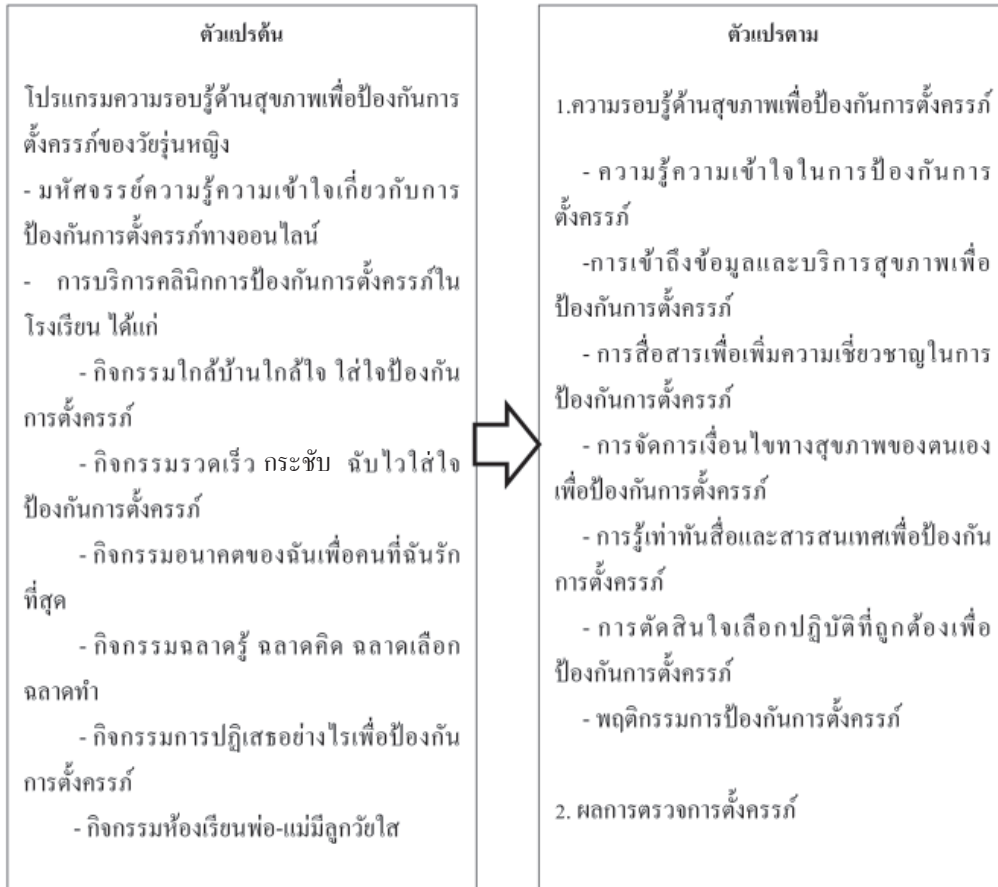 ตัวแปรต้น
โปรแกรมความรอบรู้ด้านสุขภาพเพื่อป้องกันการ
ตั้งครรภ์ของวัยรุ่นหญิง
- มหัศจรรย์ความรู้ความเข้าใจเกี่ยวกับการ
ป้องกันการตั้งครรภ์ทางออนไลน์
- การบริการคลินิกการป้องกันการตั้งครรภ์ใน
โรงเรียน ได้แก่
- กิจกรรมใกล้บ้านใกล้ใจ ใส่ใจป้องกัน
การตั้งครรภ์
- กิจกรรมรวดเร็ว กระชับ ฉับไวใส่ใจ
ป้องกันการตั้งครรภ์
- กิจกรรมอนาคตของฉันเพื่อคนที่ฉันรัก
ที่สุด
- กิจกรรมฉลาดรู้ ฉลาดคิด ฉลาดเลือก
ฉลาดทำ
- กิจกรรมการปฏิเสธอย่างไรเพื่อป้องกัน
การตั้งครรภ์
- กิจกรรมห้องเรียนพ่อ-แม่มีลูกวัยใส
ตัวแปรตาม
1.ความรอบรู้ด้านสุขภาพเพื่อป้องกันการตั้งครรภ์
- ความรู้ความเข้าใจในการป้องกันการ
ตั้งครรภ์
-การเข้าถึงข้อมูลและบริการสุขภาพเพื่อ
ป้องกันการตั้งครรภ์
- การสื่อสารเพื่อเพิ่มความเชี่ยวชาญในการ
ป้องกันการตั้งครรภ์
- การจัดการเงื่อนไขทางสุขภาพของตนเอง
เพื่อป้องกันการตั้งครรภ์
- การรู้เท่าทันสื่อและสารสนเทศเพื่อป้องกัน
การตั้งครรภ์
- การตัดสินใจเลือกปฏิบัติที่ถูกต้องเพื่อ
ป้องกันการตั้งครรภ์
- พฤติกรรมการป้องกันการตั้งครรภ์
2. ผลการตรวจการตั้งครรภ์